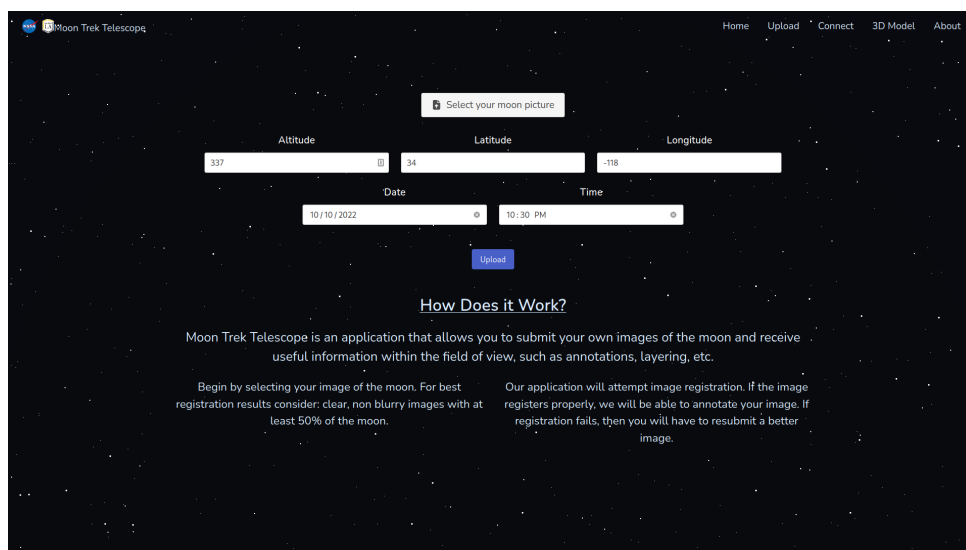 NASA Moon Trek Telescope Home Upload Connect 3D Model About
Select your moon picture
Altitude Latitude Longitude
337 34 -118
Date Time
10/10/2022 10:30 PM
Upload
How Does it Work?
Moon Trek Telescope is an application that allows you to submit your own images of the moon and receive
useful information within the field of view, such as annotations, layering, etc.
Begin by selecting your image of the moon. For best
registration results consider: clear, non blurry images with at
least 50% of the moon.
Our application will attempt image registration. If the image
registers properly, we will be able to annotate your image. If
registration fails, then you will have to resubmit a better
image.